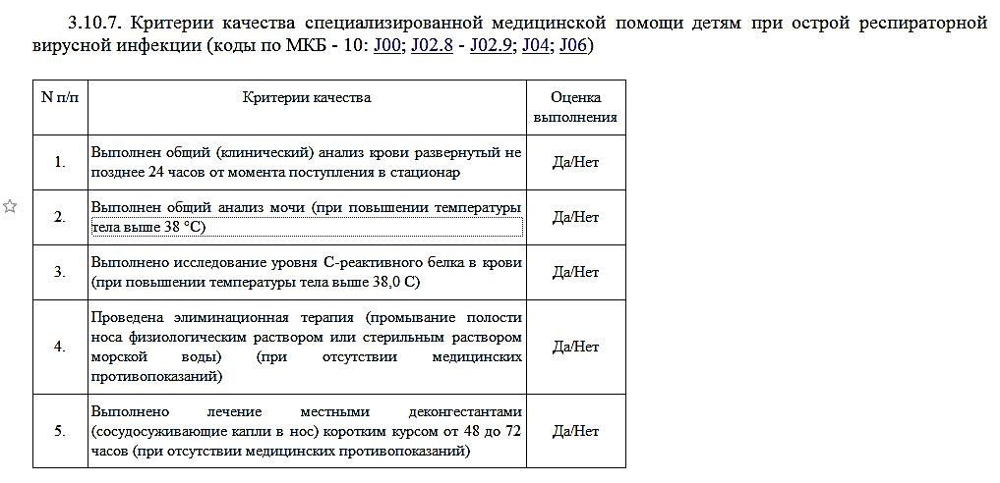 3.10.7. Критерии качества специализированной медицинской помощи детям при острой респираторной
вирусной инфекции (коды по МКБ - 10: J00; J02.8 - J02.9; J04; J06)
N п/п Критерии качества Оценка
выполнения
1. Выполнен общий (клинический) анализ крови развернутый не
позднее 24 часов от момента поступления в стационар
Да/Нет
2. Выполнен общий анализ мочи (при повышении температуры
тела выше 38 °C)
Да/Нет
3. Выполнено исследование уровня С-реактивного белка в крови
(при повышении температуры тела выше 38,0 С)
Да/Нет
4. Проведена элиминационная терапия (промывание полости
носа физиологическим раствором или стерильным раствором
морской воды) (при отсутствии медицинских
противопоказаний)
Да/Нет
5. Выполнено лечение местными деконгестантами
(сосудосуживающие капли в нос) коротким курсом от 48 до 72
часов (при отсутствии медицинских противопоказаний)
Да/Нет